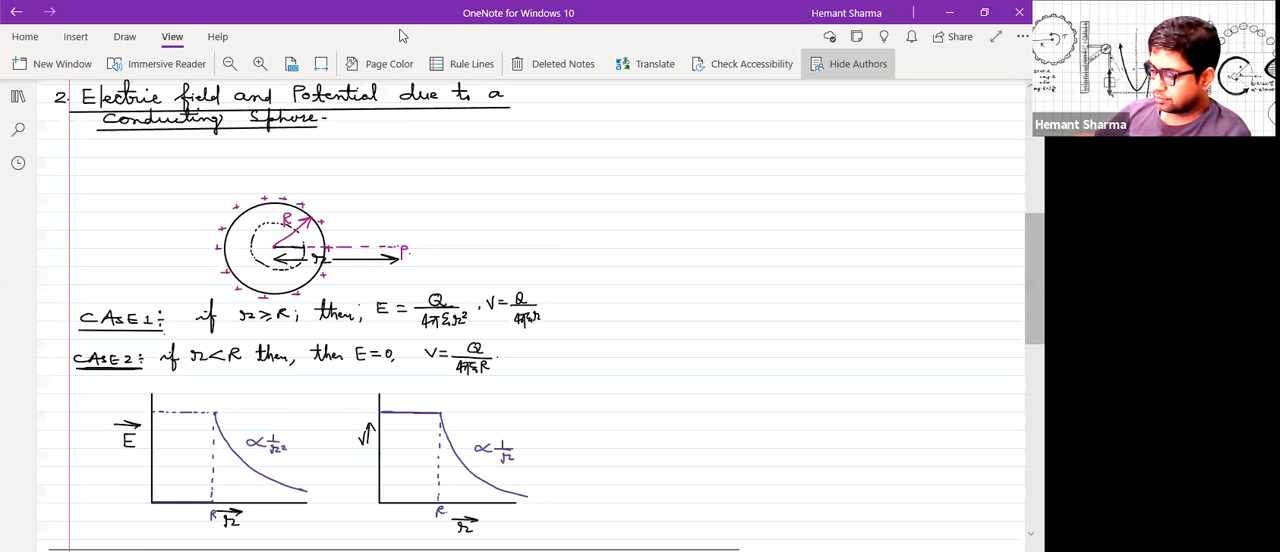 OneNote for Windows 10
Hemant Sharma
Home Insert Draw View Help
Share
New Window Immersive Reader Page Color Rule Lines Deleted Notes Translate Check Accessibility Hide Authors
Hemant Sharma
2. Electric field and Potential due to a
Conducting Sphere-
R
r P.
CASE 1: if r ≥ R; then; E = Q/4πε₀r², V = Q/4πε₀r
CASE 2: if r < R then, then E = 0, V = Q/4πε₀R.
E ∝ 1/r² V ∝ 1/r
R r R r